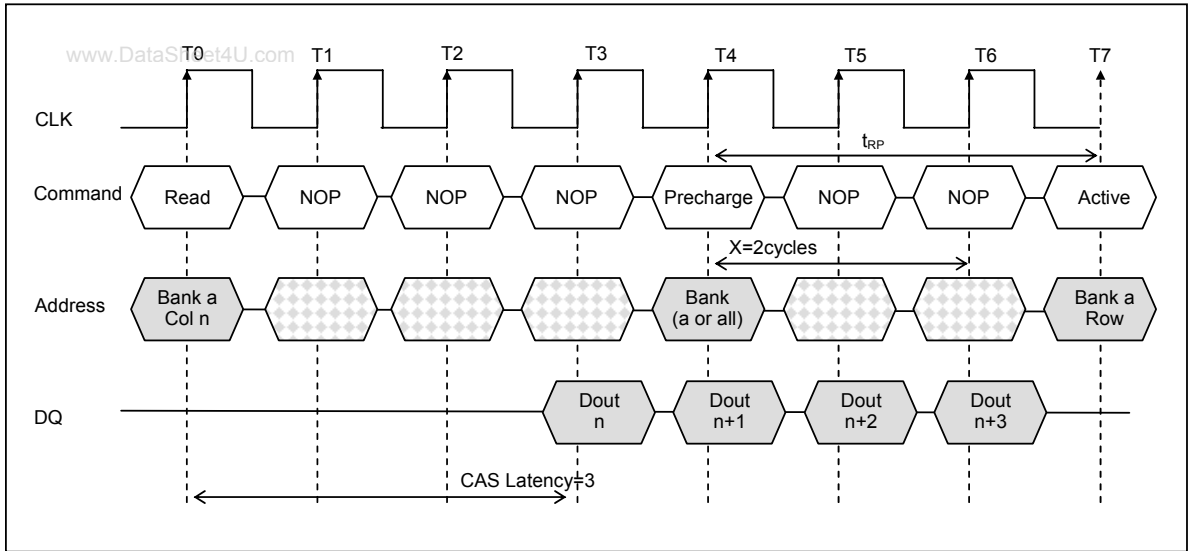 www.DataSheet4U.com
T0 T1 T2 T3 T4 T5 T6 T7
CLK
tRP
Command Read NOP NOP NOP Precharge NOP NOP Active
X=2cycles
Address Bank a Col n Bank (a or all) Bank a Row
DQ Dout n Dout n+1 Dout n+2 Dout n+3
CAS Latency=3